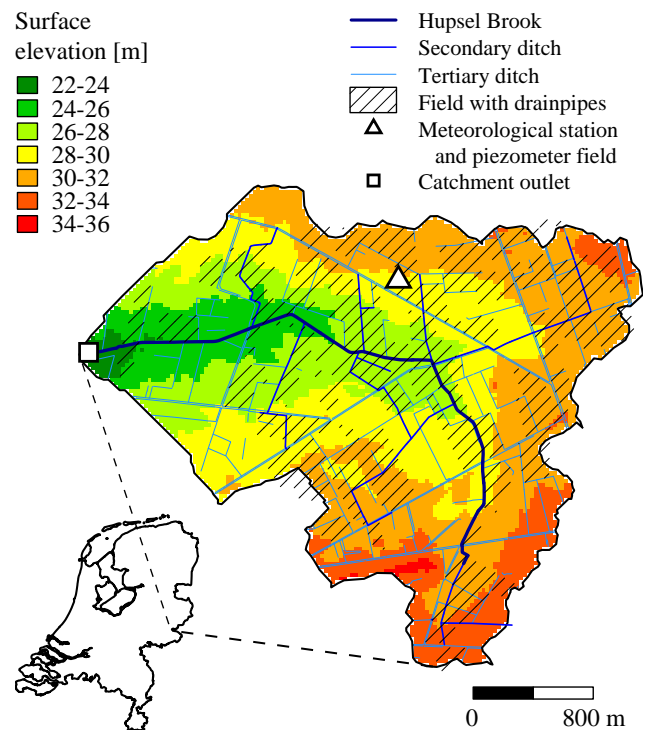 Surface
elevation [m]
22-24
24-26
26-28
28-30
30-32
32-34
34-36
Hupsel Brook
Secondary ditch
Tertiary ditch
Field with drainpipes
Meteorological station
and piezometer field
Catchment outlet
0 800 m